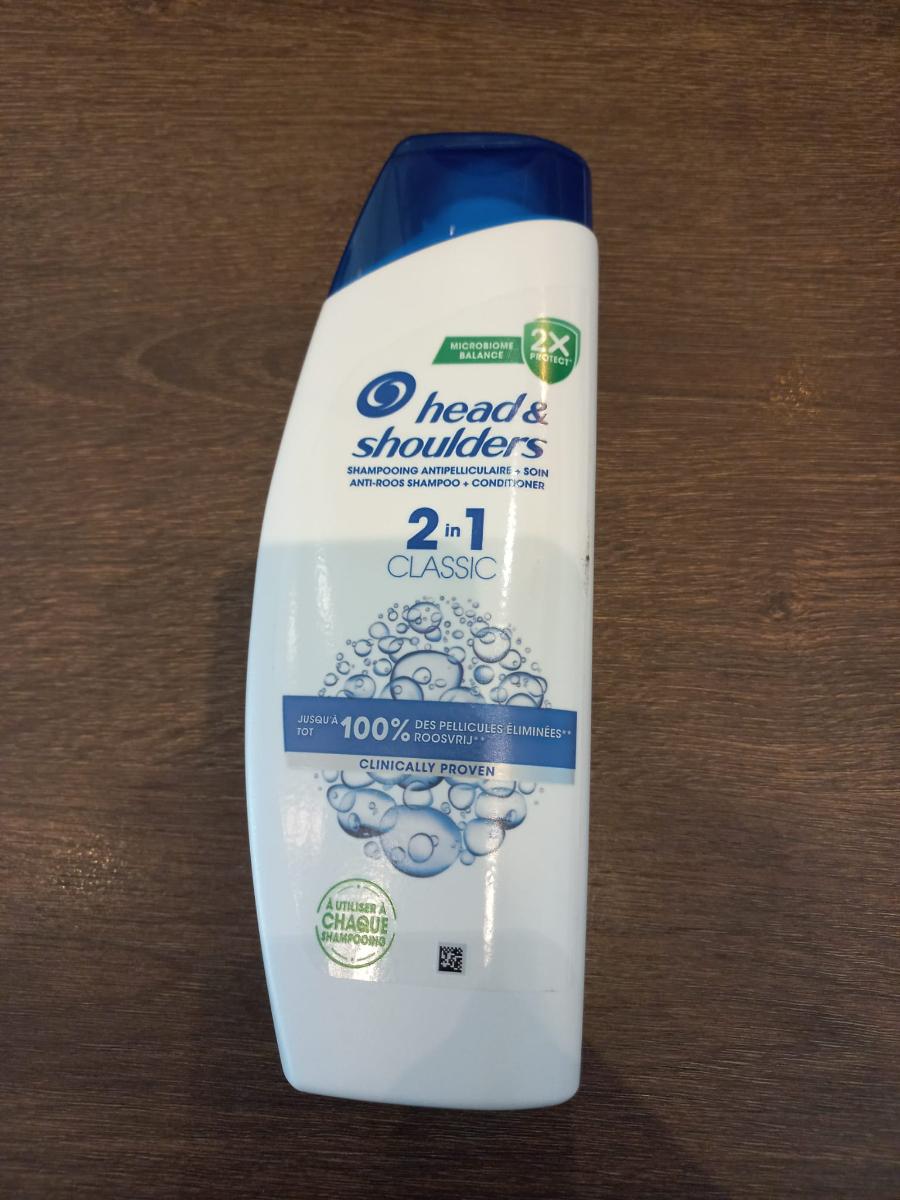 MICROBIOME
BALANCE
2X
PROTECT*
head &
shoulders
SHAMPOOING ANTIPELLICULAIRE + SOIN
ANTI-ROOS SHAMPOO + CONDITIONER
2 in 1
CLASSIC
JUSQU'À
TOT
100%
DES PELLICULES ÉLIMINÉES**
ROOSVRIJ**
CLINICALLY PROVEN
À UTILISER À
CHAQUE
SHAMPOOING